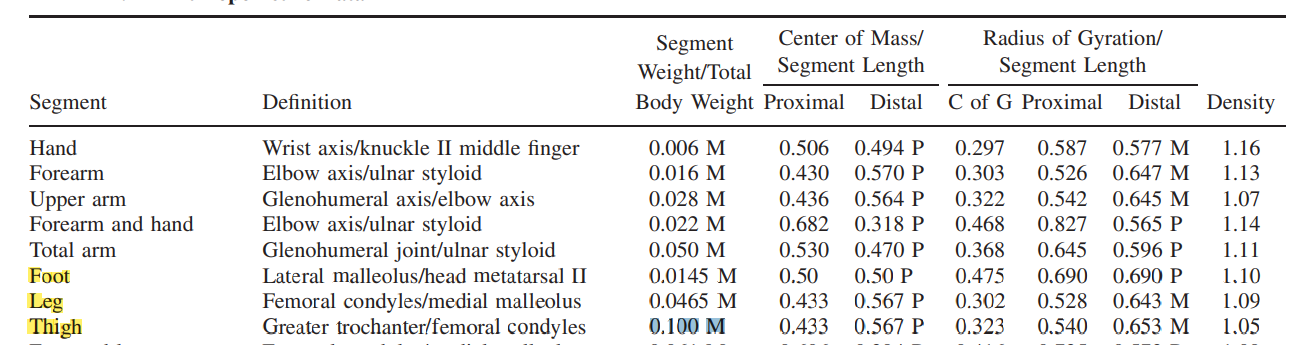 Segment Center of Mass/ Radius of Gyration/
Weight/Total Segment Length Segment Length
Segment Definition Body Weight Proximal Distal C of G Proximal Distal Density
Hand Wrist axis/knuckle II middle finger 0.006 M 0.506 0.494 P 0.297 0.587 0.577 M 1.16
Forearm Elbow axis/ulnar styloid 0.016 M 0.430 0.570 P 0.303 0.526 0.647 M 1.13
Upper arm Glenohumeral axis/elbow axis 0.028 M 0.436 0.564 P 0.322 0.542 0.645 M 1.07
Forearm and hand Elbow axis/ulnar styloid 0.022 M 0.682 0.318 P 0.468 0.827 0.565 P 1.14
Total arm Glenohumeral joint/ulnar styloid 0.050 M 0.530 0.470 P 0.368 0.645 0.596 P 1.11
Foot Lateral malleolus/head metatarsal II 0.0145 M 0.50 0.50 P 0.475 0.690 0.690 P 1.10
Leg Femoral condyles/medial malleolus 0.0465 M 0.433 0.567 P 0.302 0.528 0.643 M 1.09
Thigh Greater trochanter/femoral condyles 0.100 M 0.433 0.567 P 0.323 0.540 0.653 M 1.05